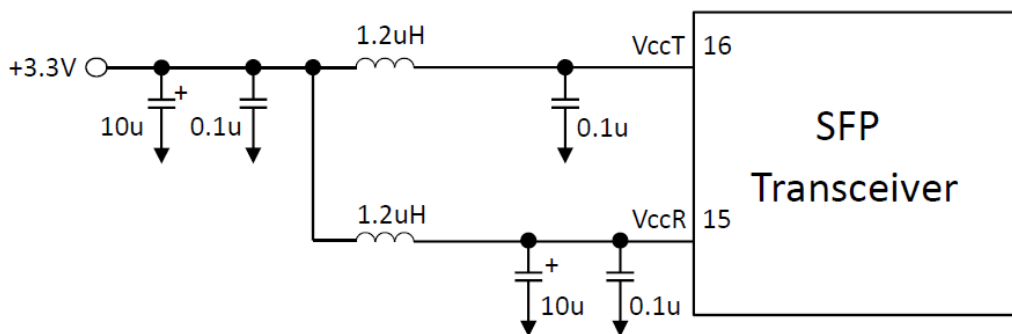 1.2uH
VccT
16
+3.3V
+
10u
0.1u
0.1u
SFP
Transceiver
1.2uH
VccR
15
+
10u
0.1u